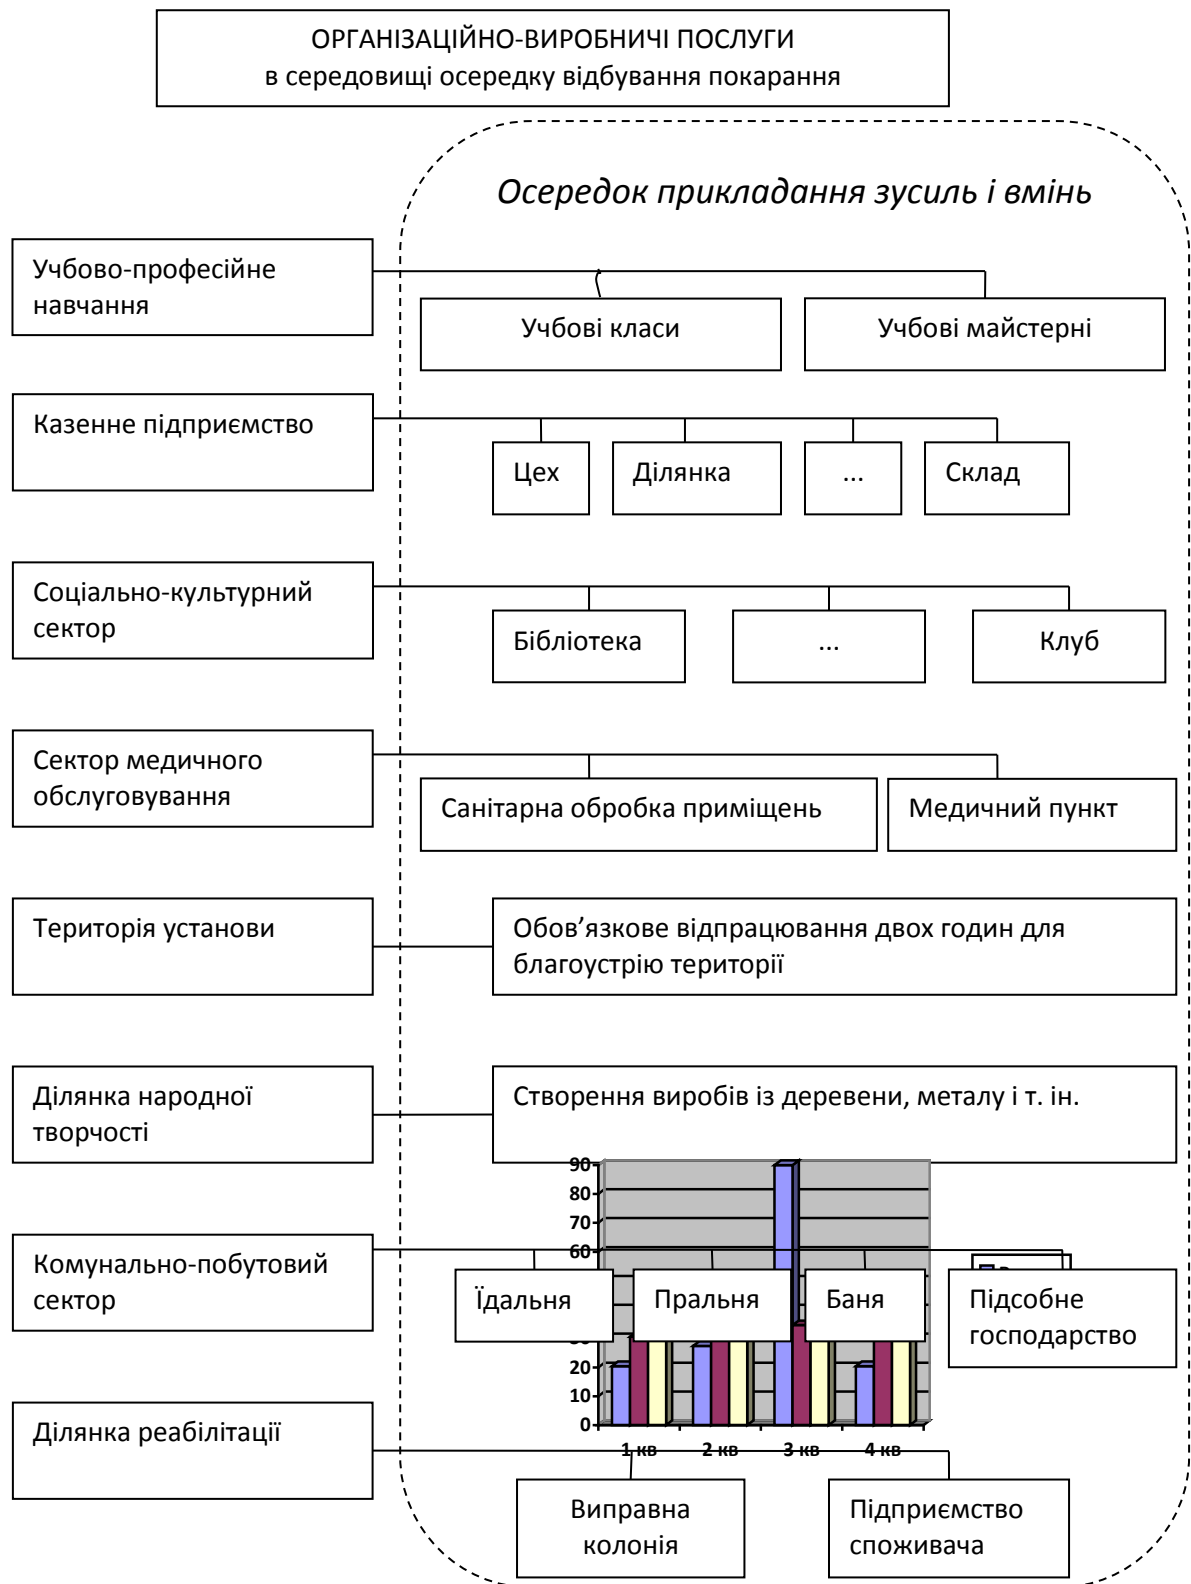 ОРГАНІЗАЦІЙНО-ВИРОБНИЧІ ПОСЛУГИ
в середовищі осередку відбування покарання
Осередок прикладання зусиль і вмінь
Учбово-професійне
навчання
Учбові класи
Учбові майстерні
Казенне підприємство
Цех
Ділянка
...
Склад
Соціально-культурний
сектор
Бібліотека
...
Клуб
Сектор медичного
обслуговування
Санітарна обробка приміщень
Медичний пункт
Територія установи
Обов’язкове відпрацювання двох годин для
благоустрію території
Ділянка народної
творчості
Створення виробів із деревени, металу і т. ін.
90
80
70
60
Комунально-побутовий
сектор
Їдальня
Пральня
Баня
Підсобне
господарство
20
10
0
1 кв
2 кв
3 кв
4 кв
Ділянка реабілітації
Виправна
колонія
Підприємство
споживача